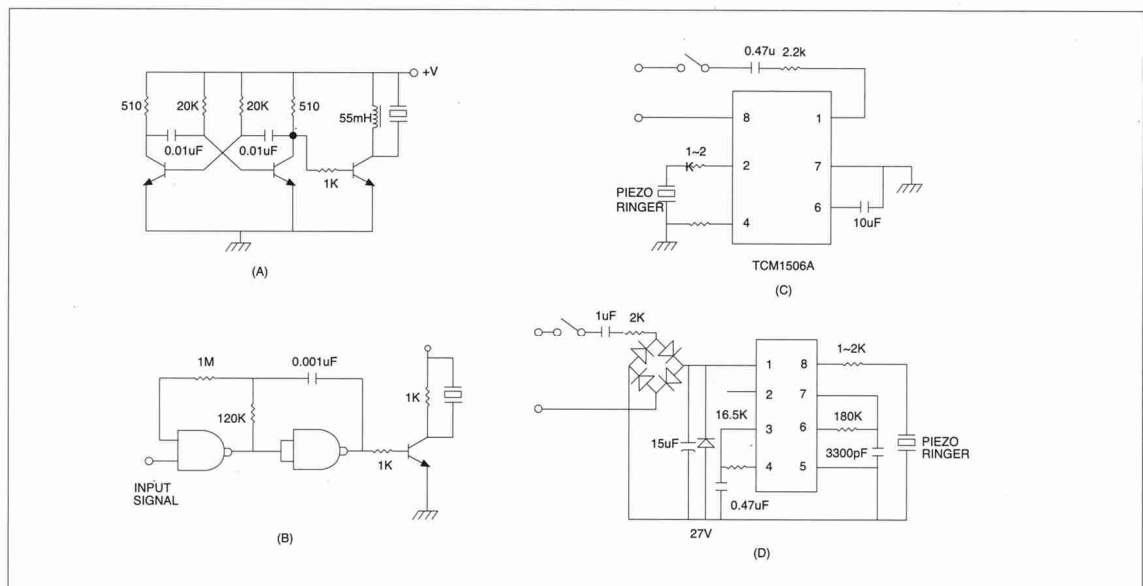 +V
510
20K
20K
510
55mH
0.01uF
0.01uF
1K
(A)
1M
0.001uF
120K
1K
1K
INPUT
SIGNAL
(B)
0.47u 2.2k
8
1
1~2
K
2
7
PIEZO
RINGER
6
4
10uF
TCM1506A
(C)
1uF
2K
1
8
1~2K
2
7
16.5K
3
6
180K
15uF
PIEZO
RINGER
4
5
3300pF
0.47uF
27V
(D)